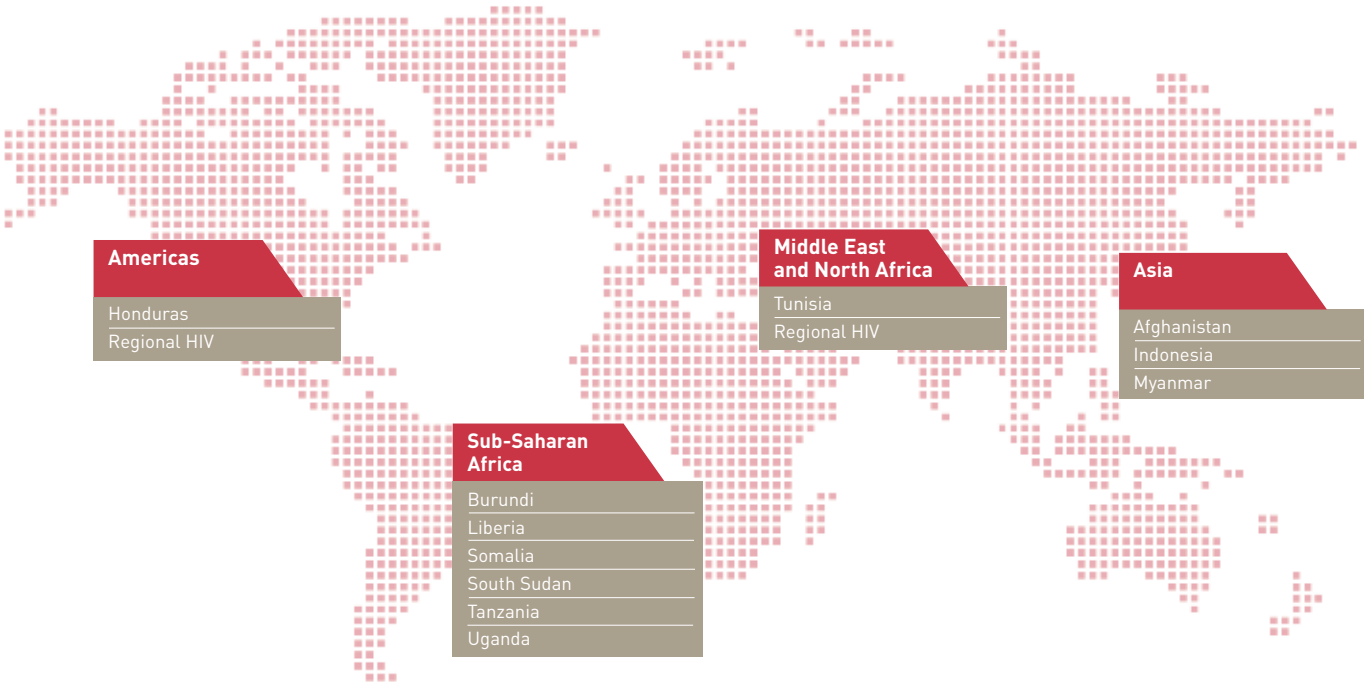 Americas
Honduras
Regional HIV
Middle East
and North Africa
Tunisia
Regional HIV
Asia
Afghanistan
Indonesia
Myanmar
Sub-Saharan
Africa
Burundi
Liberia
Somalia
South Sudan
Tanzania
Uganda